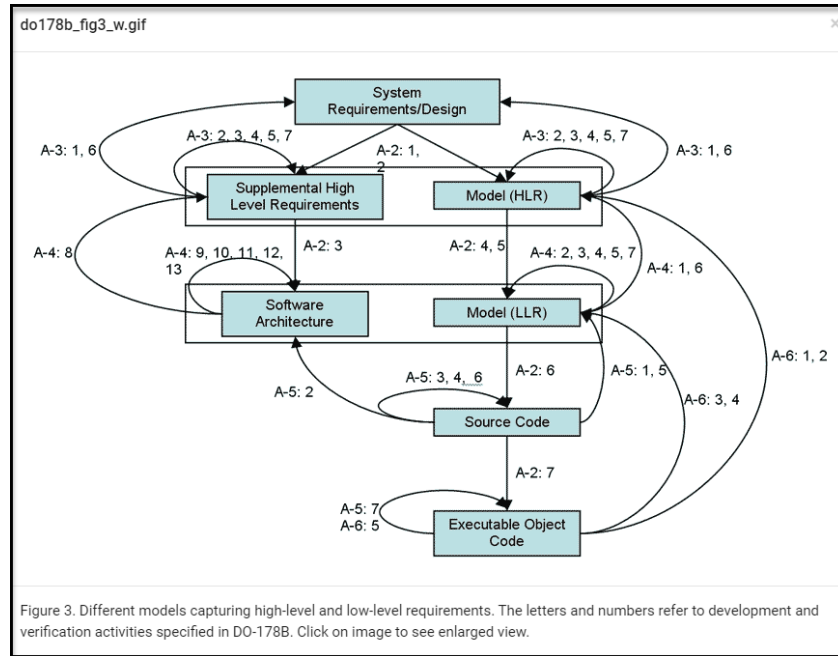 do178b_fig3_w.gif
×
System
Requirements/Design
A-3: 1, 6
A-3: 2, 3, 4, 5, 7
A-2: 1,
2
A-3: 2, 3, 4, 5, 7
A-3: 1, 6
Supplemental High
Level Requirements
Model (HLR)
A-4: 8
A-4: 9, 10, 11, 12,
13
A-2: 3
A-2: 4, 5
A-4: 2, 3, 4, 5, 7
A-4: 1, 6
Software
Architecture
Model (LLR)
A-5: 2
A-5: 3, 4, 6
A-2: 6
A-5: 1, 5
A-6: 3, 4
A-6: 1, 2
Source Code
A-2: 7
A-5: 7
A-6: 5
Executable Object
Code
Figure 3. Different models capturing high-level and low-level requirements. The letters and numbers refer to development and
verification activities specified in DO-178B. Click on image to see enlarged view.